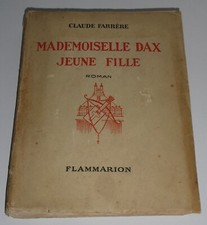 CLAUDE FARRÈRE
MADEMOISELLE DAX
JEUNE FILLE
ROMAN
FLAMMARION